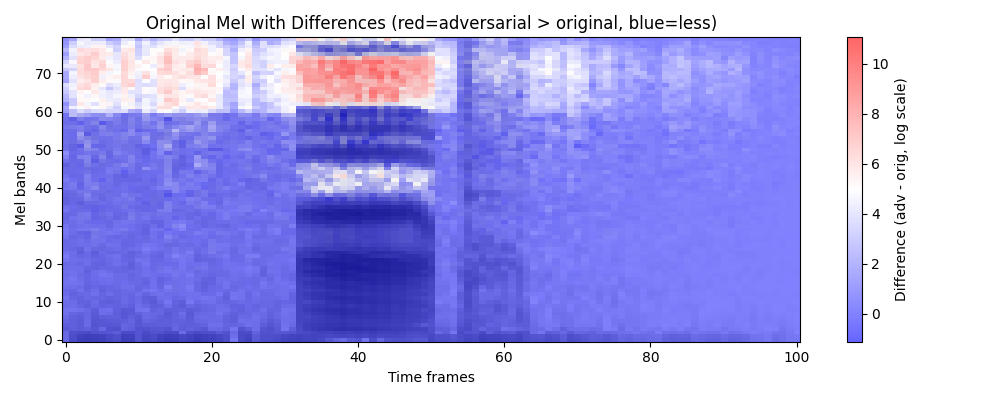 Original Mel with Differences (red=adversarial > original, blue=less)
Mel bands
70
60
50
40
30
20
10
0
0 20 40 60 80 100
Time frames
10
8
6
4
2
0
Difference (adv - orig, log scale)